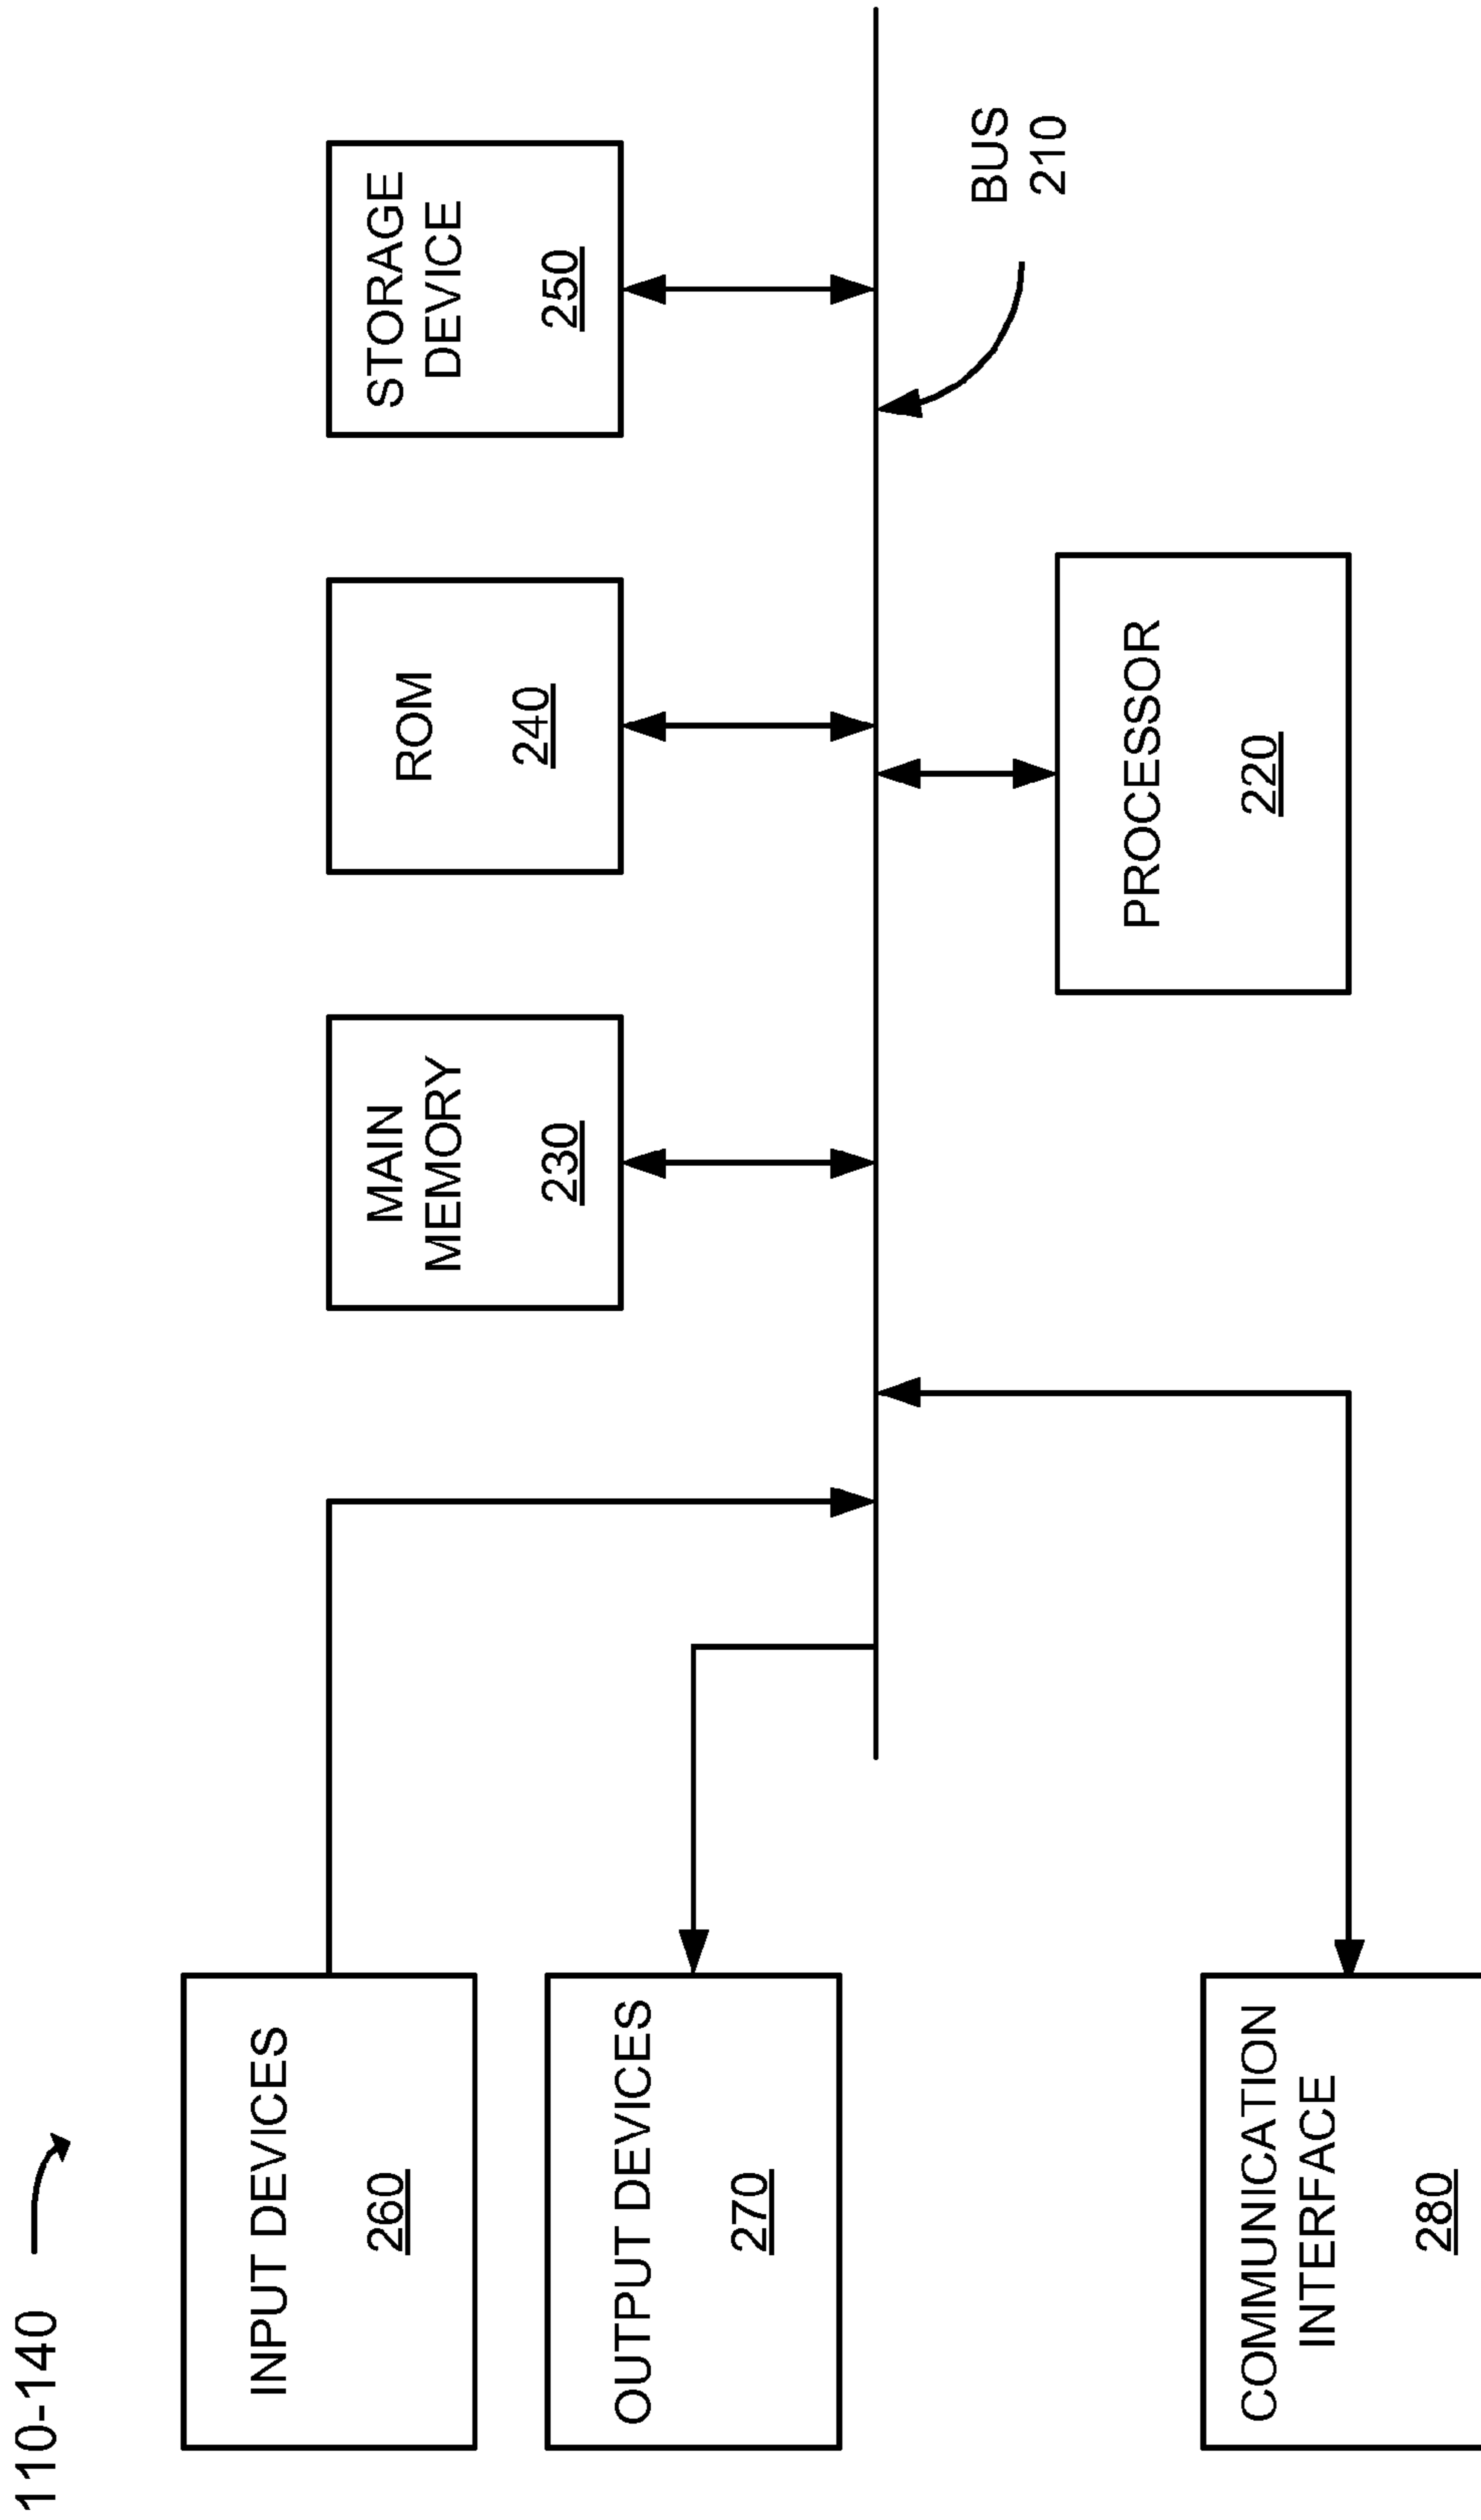 110-140
INPUT DEVICES
260
OUTPUT DEVICES
270
COMMUNICATION
INTERFACE
280
MAIN
MEMORY
230
ROM
240
STORAGE
DEVICE
250
PROCESSOR
220
BUS
210